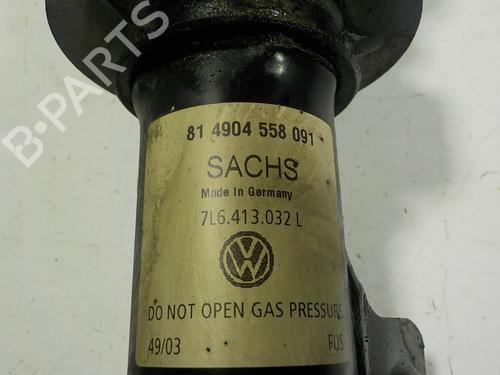 B-PARTS
81 4904 558 091
SACHS
Made In Germany
7L6.413.032 L
VW
DO NOT OPEN GAS PRESSURE
49/03 FUS